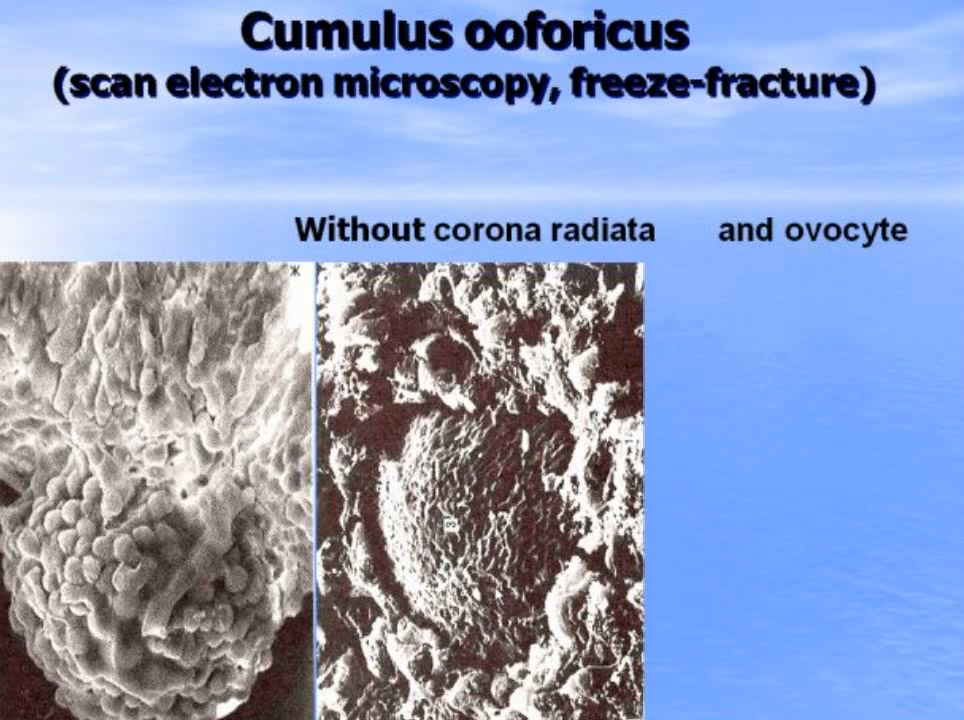 Cumulus ooforicus
(scan electron microscopy, freeze-fracture)
Without corona radiata and ovocyte
ж